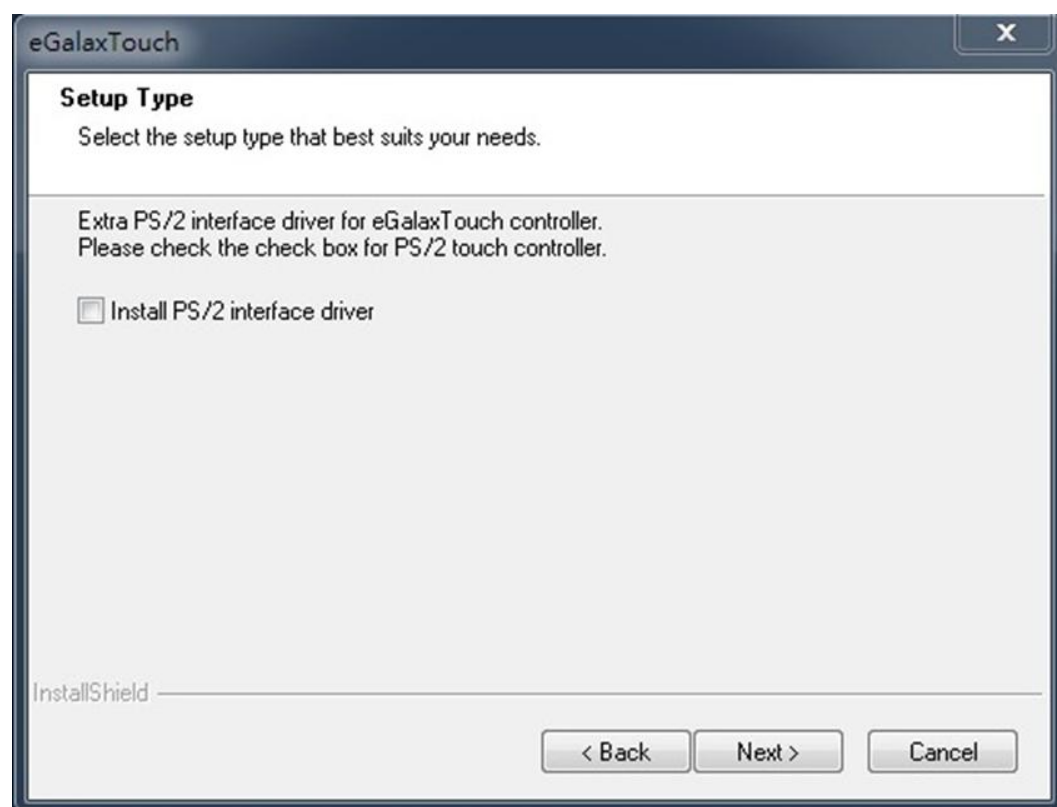 eGalaxTouch
X
Setup Type
Select the setup type that best suits your needs.
Extra PS/2 interface driver for eGalaxTouch controller.
Please check the check box for PS/2 touch controller.
Install PS/2 interface driver
InstallShield
< Back Next > Cancel